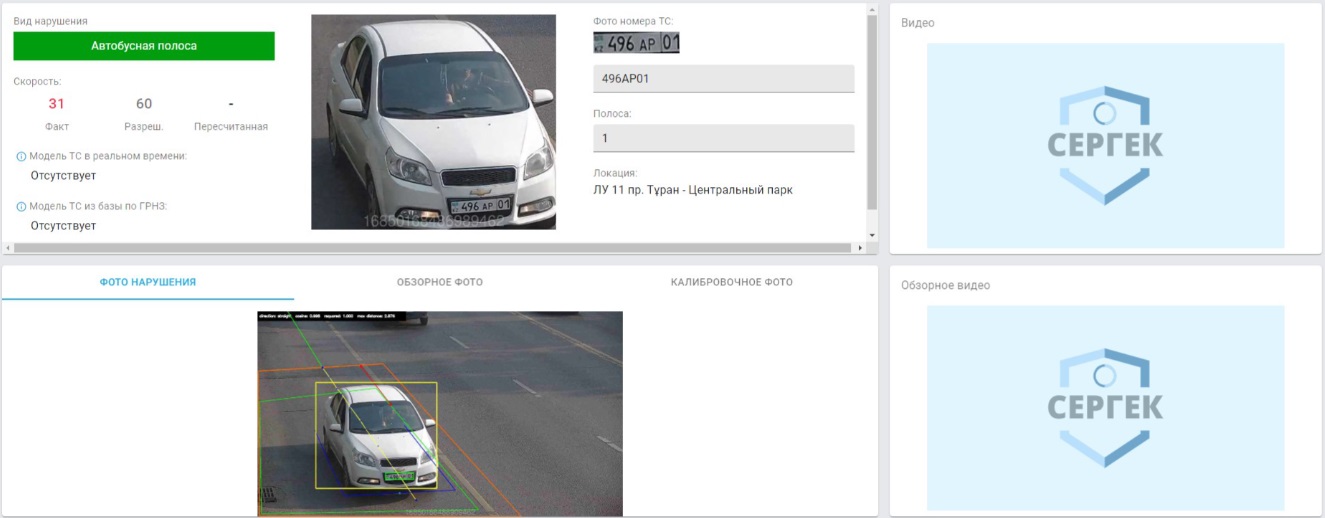 Вид нарушения
Автобусная полоса
Скорость:
31
60
-
Факт
Разреш.
Пересчитанная
Модель ТС в реальном времени:
Отсутствует
Модель ТС из базы по ГРНЗ:
Отсутствует
496 AP 01
Фото номера ТС:
496 AP 01
496AP01
Полоса:
1
Локация:
ЛУ 11 пр. Тұран - Центральный парк
Видео
СЕРГЕК
ФОТО НАРУШЕНИЯ
ОБЗОРНОЕ ФОТО
КАЛИБРОВОЧНОЕ ФОТО
Обзорное видео
СЕРГЕК